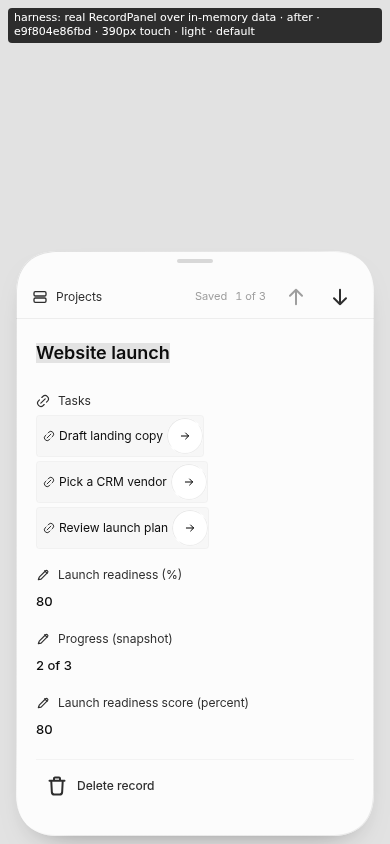 harness: real RecordPanel over in-memory data · after ·
e9f804e86fbd · 390px touch · light · default
Projects
Saved 1 of 3
Website launch
Tasks
Draft landing copy
Pick a CRM vendor
Review launch plan
Launch readiness (%)
80
Progress (snapshot)
2 of 3
Launch readiness score (percent)
80
Delete record